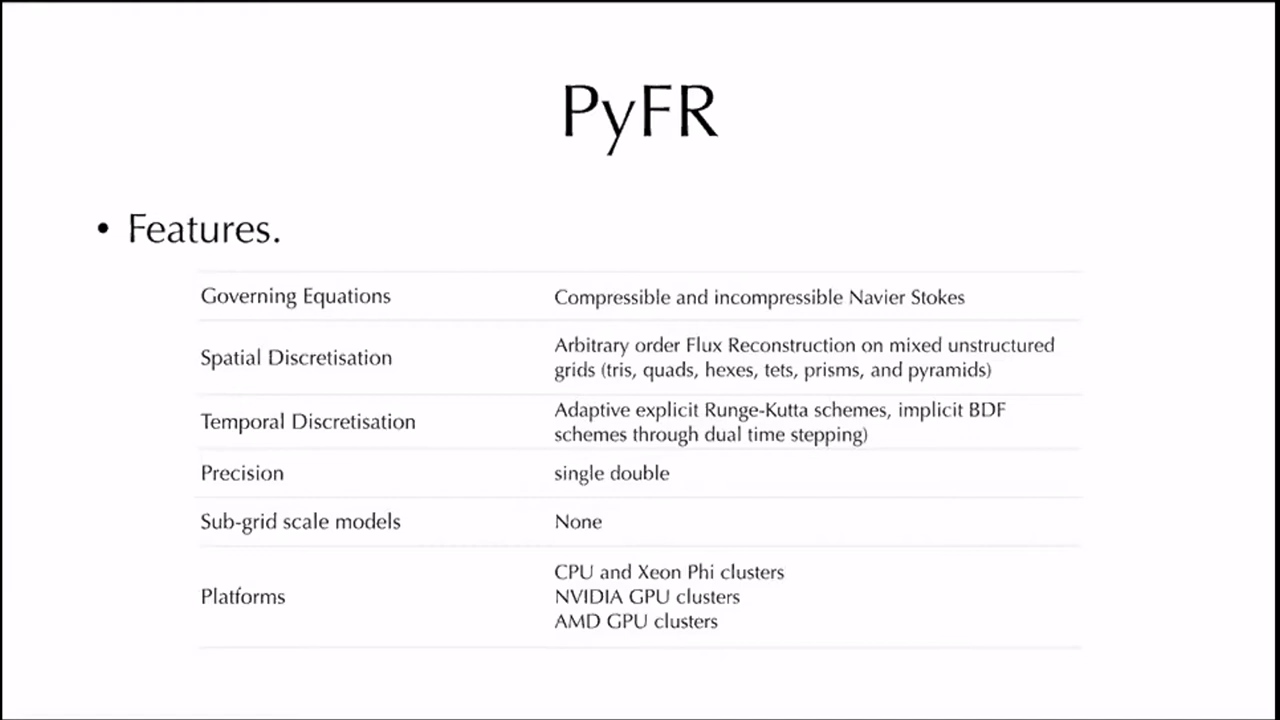 PyFR
• Features.
Governing Equations
Compressible and incompressible Navier Stokes
Spatial Discretisation
Arbitrary order Flux Reconstruction on mixed unstructured
grids (tris, quads, hexes, tets, prisms, and pyramids)
Temporal Discretisation
Adaptive explicit Runge-Kutta schemes, implicit BDF
schemes through dual time stepping)
Precision
single double
Sub-grid scale models
None
Platforms
CPU and Xeon Phi clusters
NVIDIA GPU clusters
AMD GPU clusters